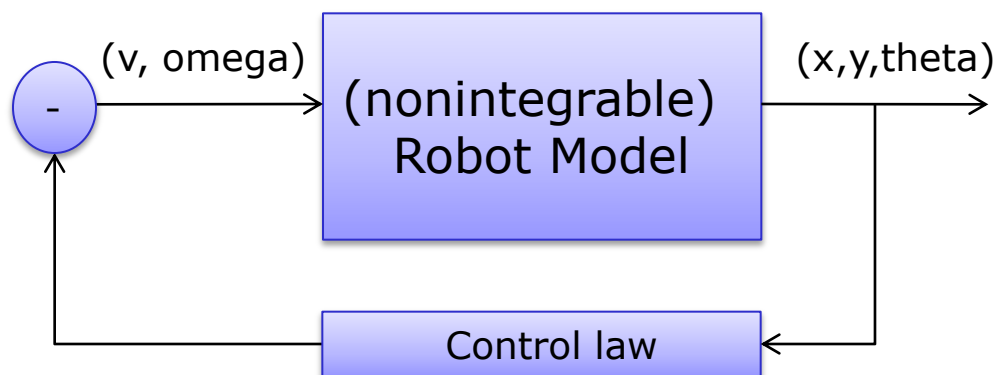 (v, omega)
(x,y,theta)
-
(nonintegrable)
Robot Model
Control law